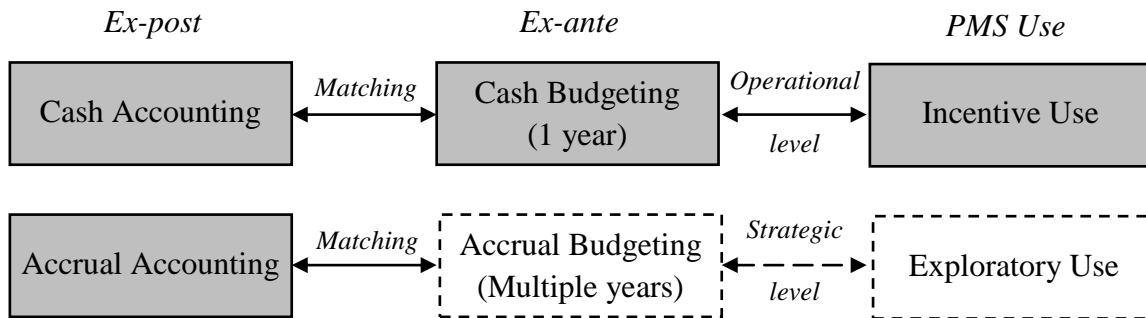 Ex-post
Ex-ante
PMS Use
Cash Accounting
Matching
Cash Budgeting
(1 year)
Operational
level
Incentive Use
Accrual Accounting
Matching
Accrual Budgeting
(Multiple years)
Strategic
level
Exploratory Use